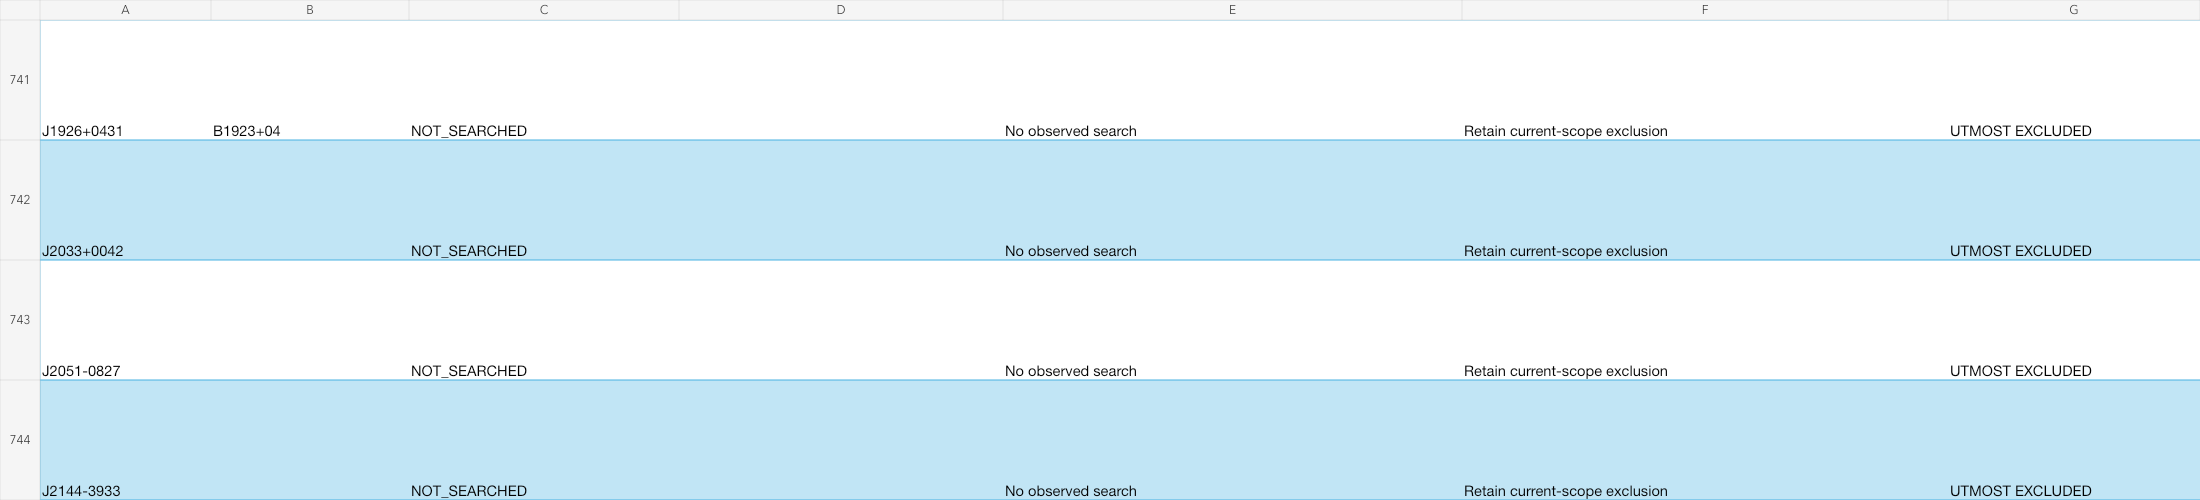 A B C D E F G
741 J1926+0431 B1923+04 NOT_SEARCHED No observed search Retain current-scope exclusion UTMOST EXCLUDED
742 J2033+0042 NOT_SEARCHED No observed search Retain current-scope exclusion UTMOST EXCLUDED
743 J2051-0827 NOT_SEARCHED No observed search Retain current-scope exclusion UTMOST EXCLUDED
744 J2144-3933 NOT_SEARCHED No observed search Retain current-scope exclusion UTMOST EXCLUDED